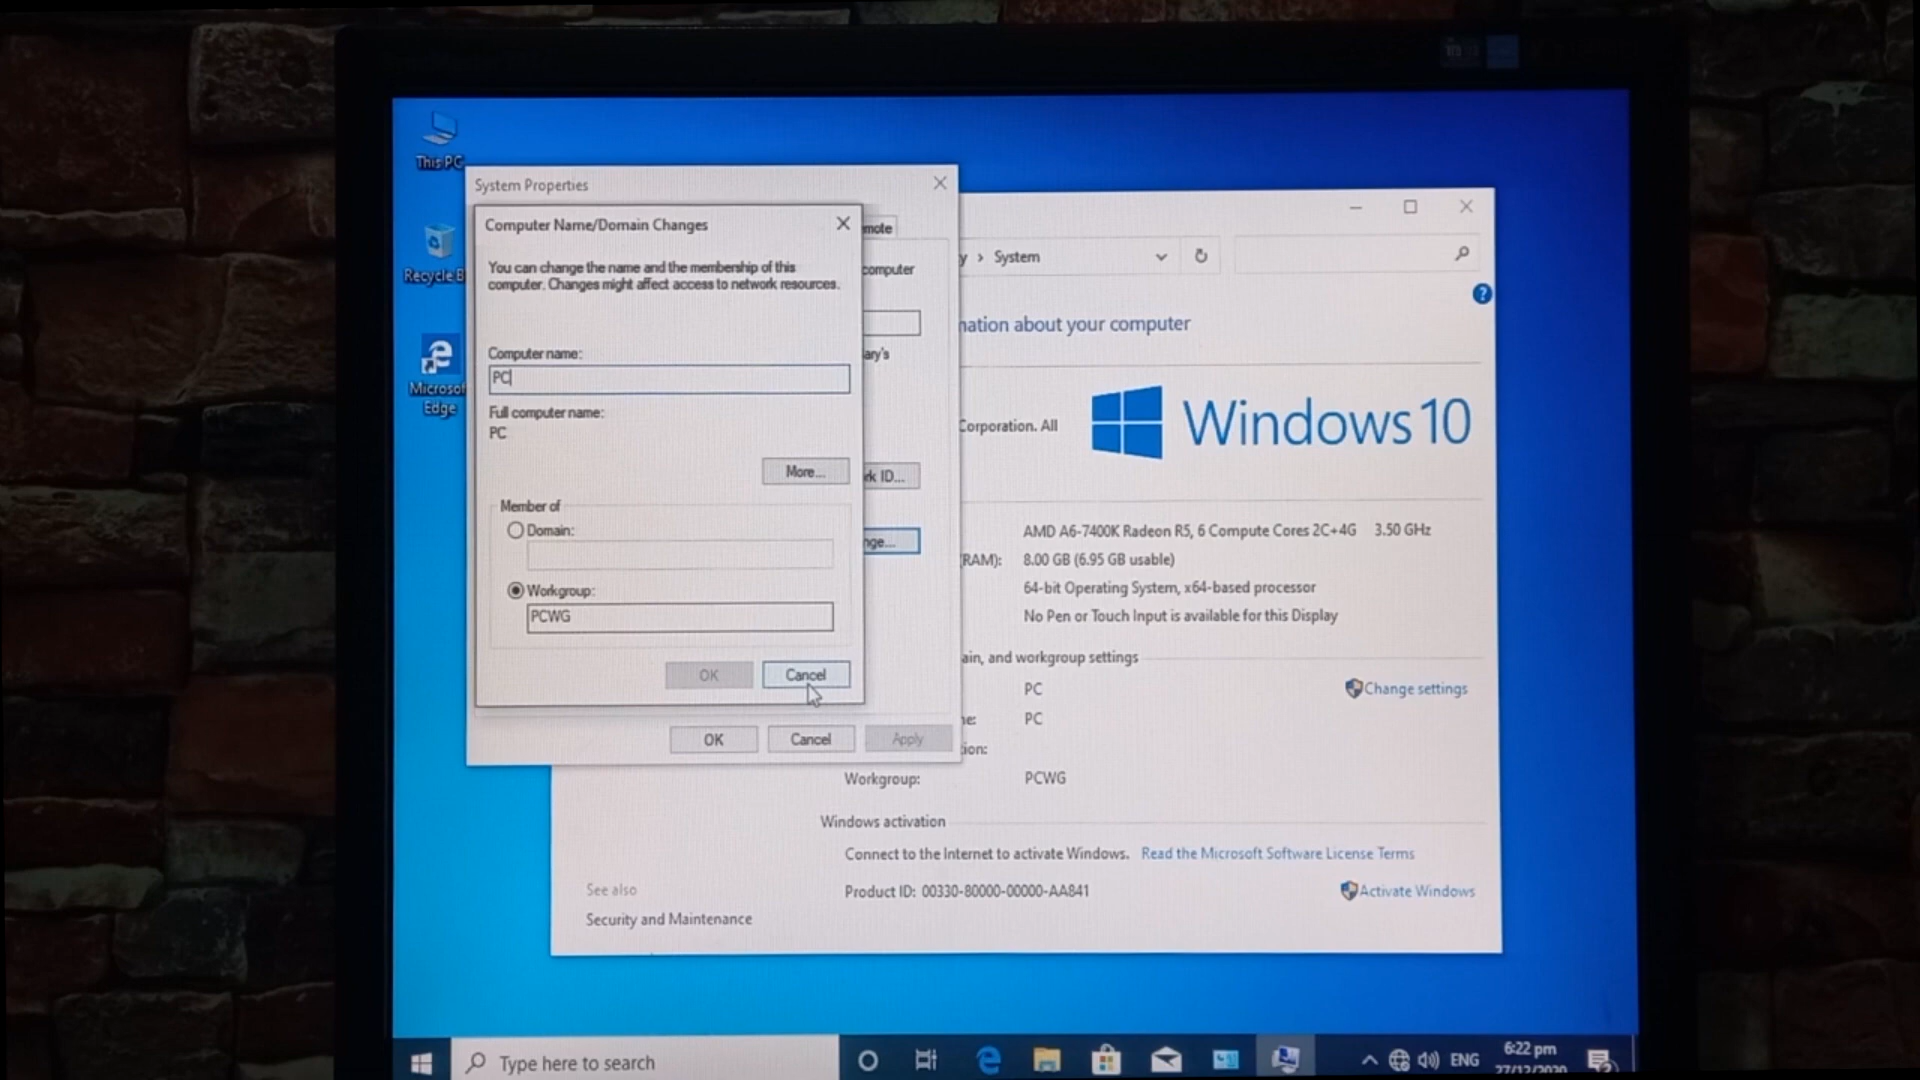 This PC
Recycle B
Microsof
Edge
System Properties
Computer Name/Domain Changes
You can change the name and the membership of this
computer. Changes might affect access to network resources.
Computer name:
PC
Full computer name:
PC
More...
Member of
Domain:
Workgroup:
PCWG
OK
Cancel
mote
computer
ary's
rk ID...
nge...
OK
Cancel
Apply
y › System
nation about your computer
Corporation. All
Windows 10
AMD A6-7400K Radeon R5, 6 Compute Cores 2C+4G 3.50 GHz
(RAM): 8.00 GB (6.95 GB usable)
64-bit Operating System, x64-based processor
No Pen or Touch Input is available for this Display
ain, and workgroup settings
PC
Change settings
ne: PC
tion:
Workgroup: PCWG
Windows activation
Connect to the Internet to activate Windows. Read the Microsoft Software License Terms
Product ID: 00330-80000-00000-AA841
Activate Windows
See also
Security and Maintenance
Type here to search
ENG
6:22 pm
27/12/2020